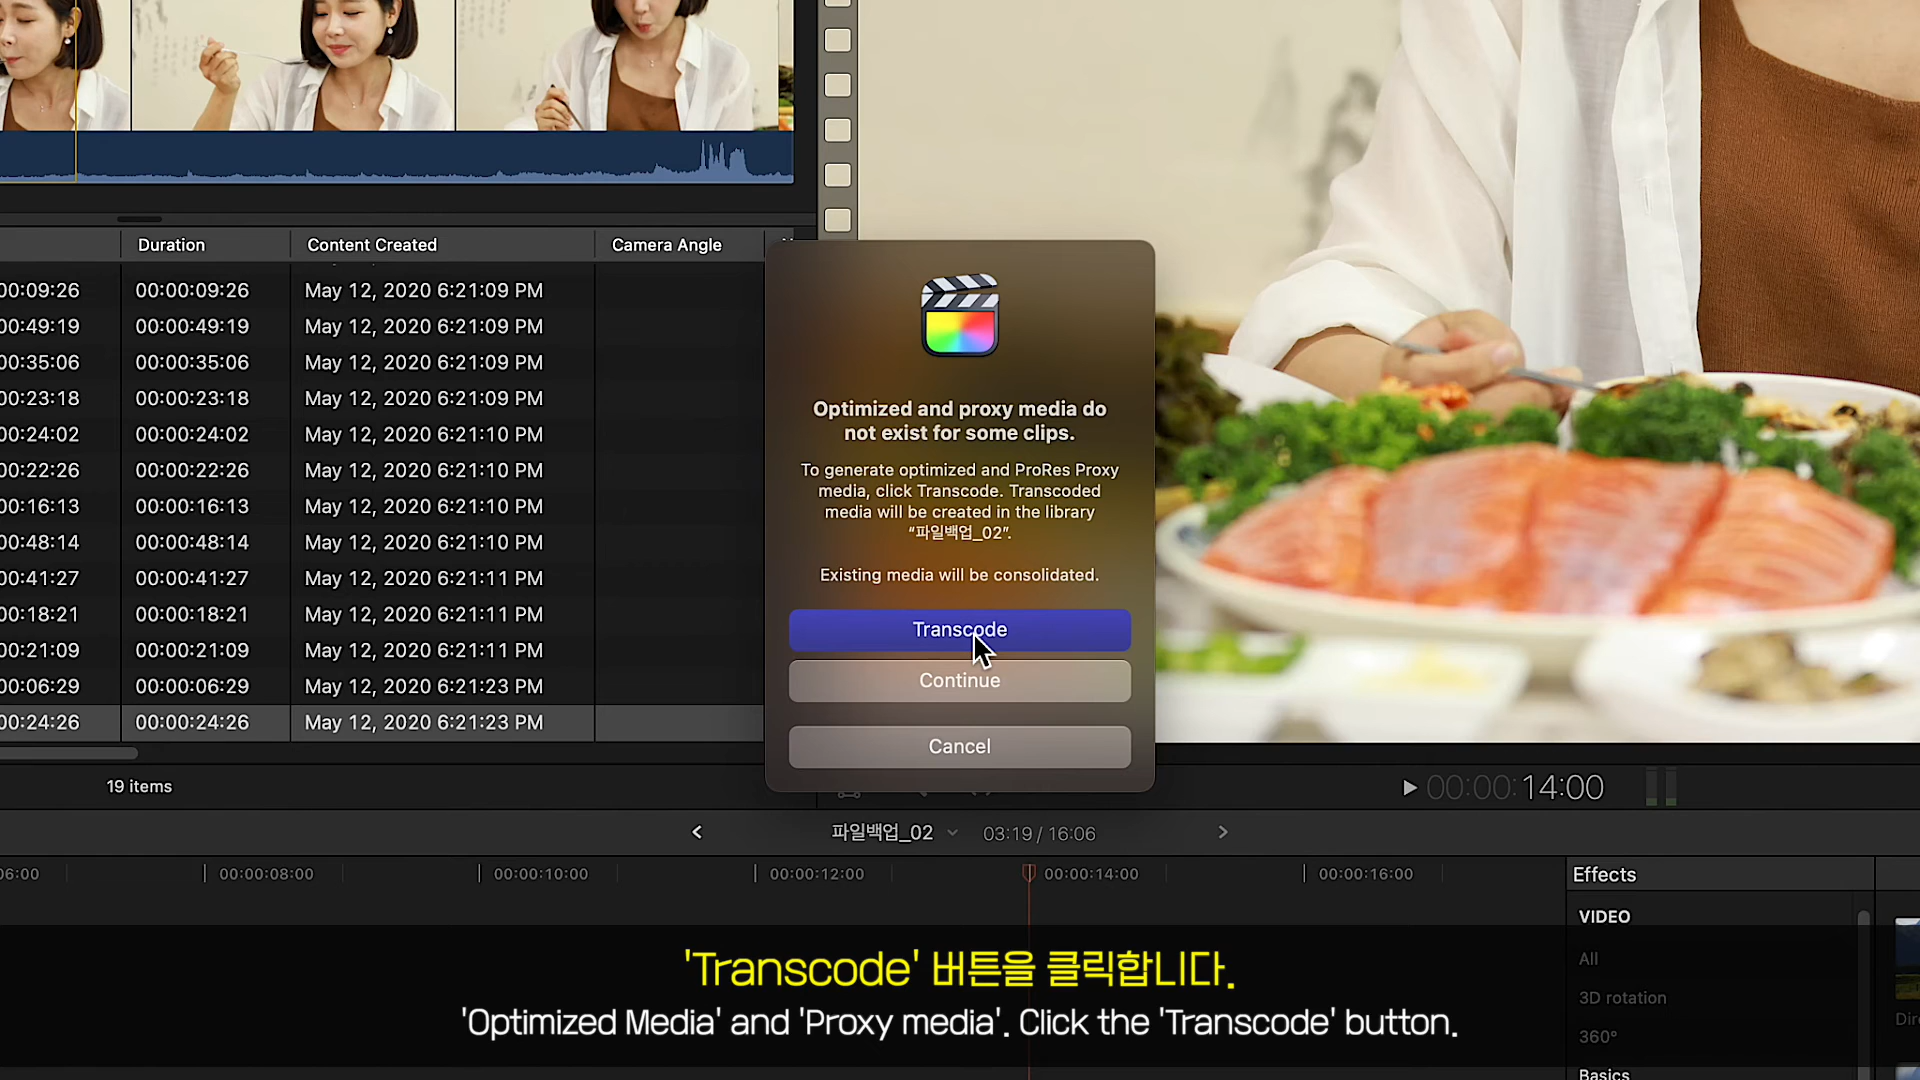 Duration
Content Created
Camera Angle
00:09:26
00:00:09:26
May 12, 2020 6:21:09 PM
00:49:19
00:00:49:19
May 12, 2020 6:21:09 PM
00:35:06
00:00:35:06
May 12, 2020 6:21:09 PM
00:23:18
00:00:23:18
May 12, 2020 6:21:09 PM
00:24:02
00:00:24:02
May 12, 2020 6:21:10 PM
00:22:26
00:00:22:26
May 12, 2020 6:21:10 PM
00:16:13
00:00:16:13
May 12, 2020 6:21:10 PM
00:48:14
00:00:48:14
May 12, 2020 6:21:10 PM
00:41:27
00:00:41:27
May 12, 2020 6:21:11 PM
00:18:21
00:00:18:21
May 12, 2020 6:21:11 PM
00:21:09
00:00:21:09
May 12, 2020 6:21:11 PM
00:06:29
00:00:06:29
May 12, 2020 6:21:23 PM
00:24:26
00:00:24:26
May 12, 2020 6:21:23 PM
19 items
Optimized and proxy media do
not exist for some clips.
To generate optimized and ProRes Proxy
media, click Transcode. Transcoded
media will be created in the library
“파일백업_02”.
Existing media will be consolidated.
Transcode
Continue
Cancel
00:00:14:00
파일백업_02
03:19 / 16:06
06:00
00:00:08:00
00:00:10:00
00:00:12:00
00:00:14:00
00:00:16:00
Effects
VIDEO
All
3D rotation
360°
Basics
'Transcode' 버튼을 클릭합니다.
'Optimized Media' and 'Proxy media'. Click the 'Transcode' button.